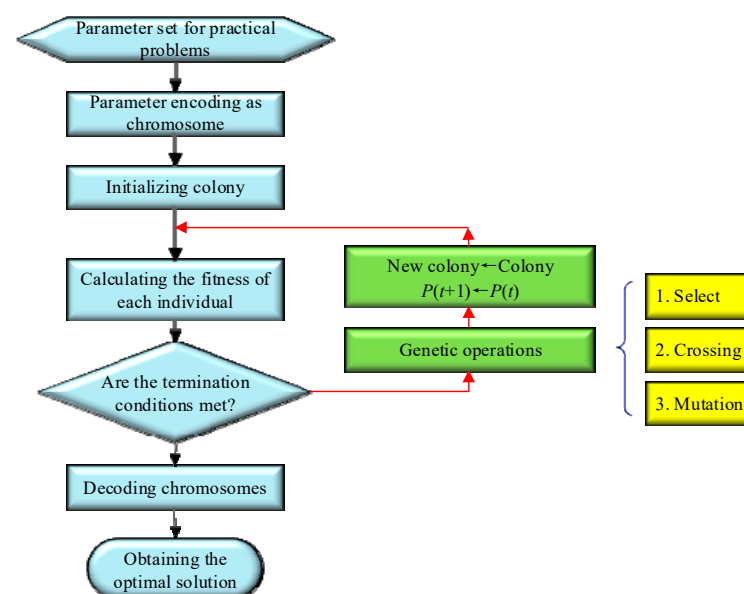 Parameter set for practical
problems
Parameter encoding as
chromosome
Initializing colony
Calculating the fitness of
each individual
Are the termination
conditions met?
Decoding chromosomes
Obtaining the
optimal solution
New colony←Colony
P(t+1)←P(t)
Genetic operations
1. Select
2. Crossing
3. Mutation